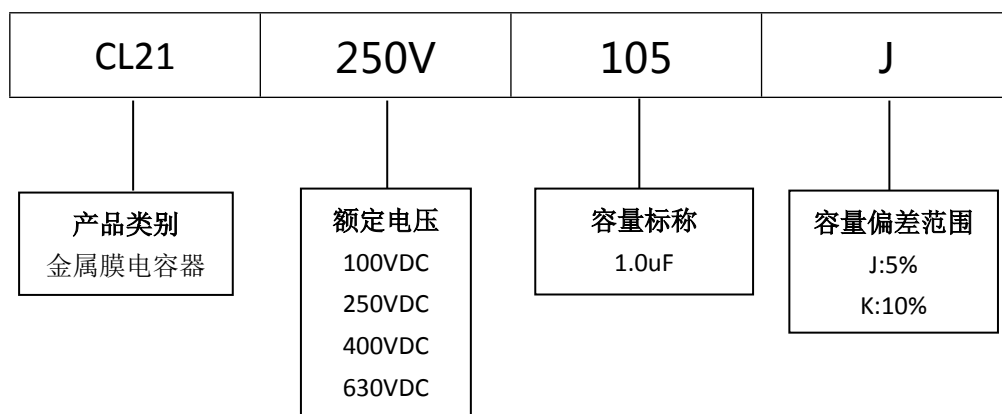 CL21 250V 105 J
产品类别
金属膜电容器
额定电压
100VDC
250VDC
400VDC
630VDC
容量标称
1.0uF
容量偏差范围
J:5%
K:10%